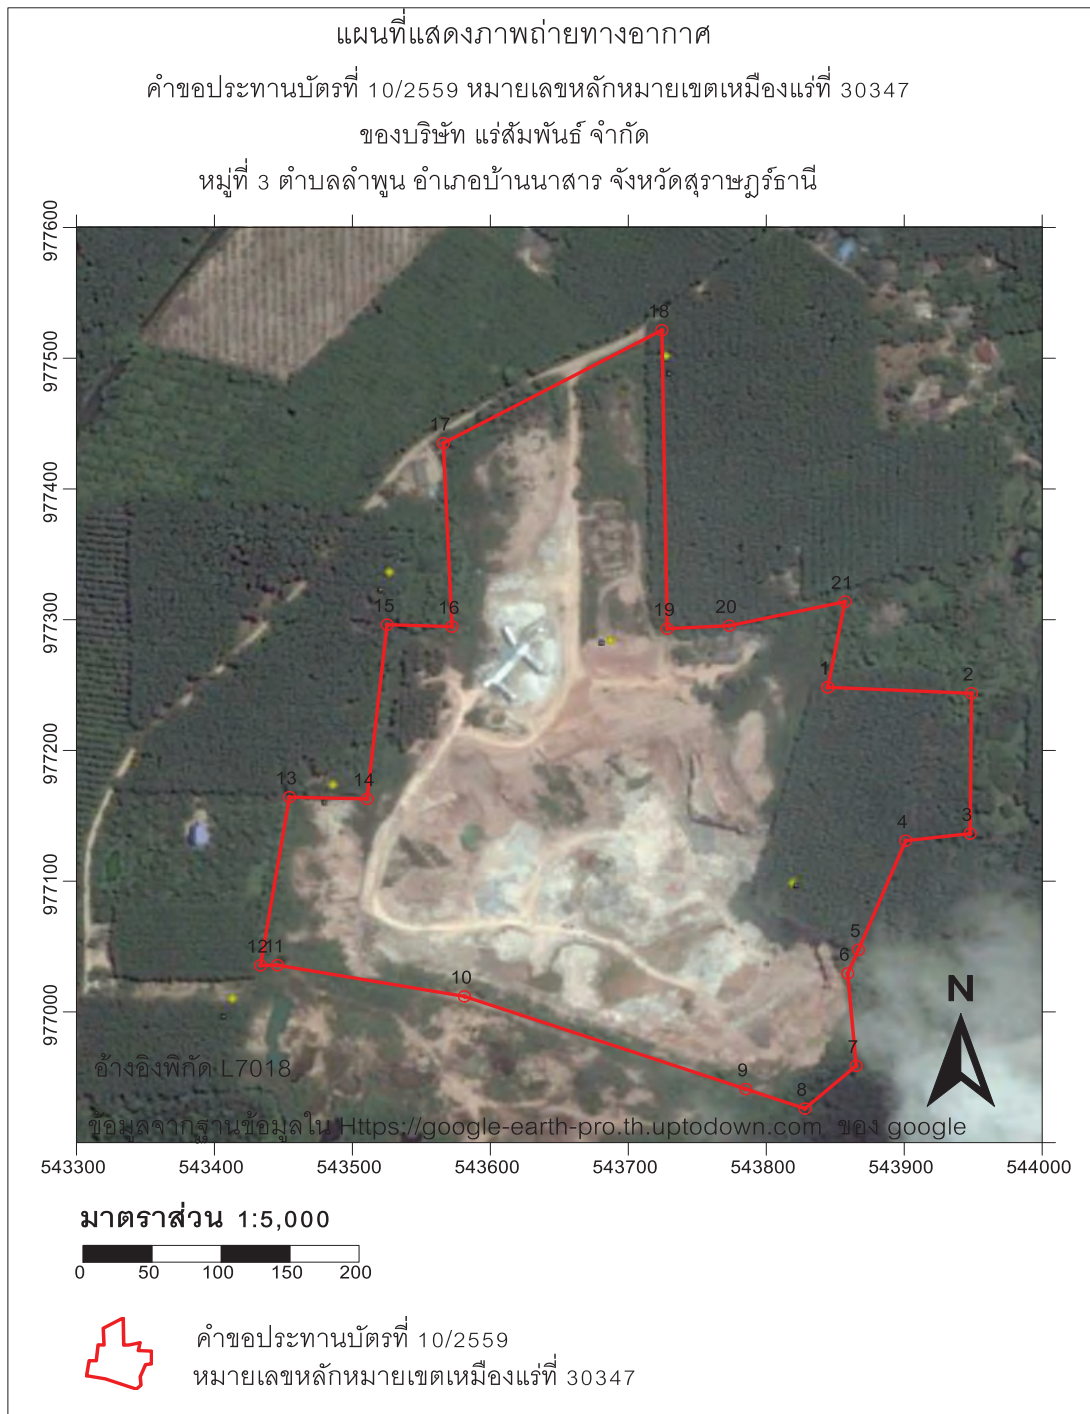 แผนที่แสดงภาพถ่ายทางอากาศ
คำขอประทานบัตรที่ 10/2559 หมายเลขหลักหมายเขตเหมืองแร่ที่ 30347
ของบริษัท แร่สัมพันธ์ จำกัด
หมู่ที่ 3 ตำบลลำพูน อำเภอบ้านนาสาร จังหวัดสุราษฎร์ธานี
977600
18
977500
17
977400
21
15
16
19
20
977300
1
2
977200
13
14
3
4
977100
5
12
11
6
10
N
977000
7
อ้างอิงพิกัด L7018
9
8
ข้อมูลจากฐานข้อมูลใน Https://google-earth-pro.th.uptodown.com ของ google
543300 543400 543500 543600 543700 543800 543900 544000
มาตราส่วน 1:5,000
0 50 100 150 200
คำขอประทานบัตรที่ 10/2559
หมายเลขหลักหมายเขตเหมืองแร่ที่ 30347